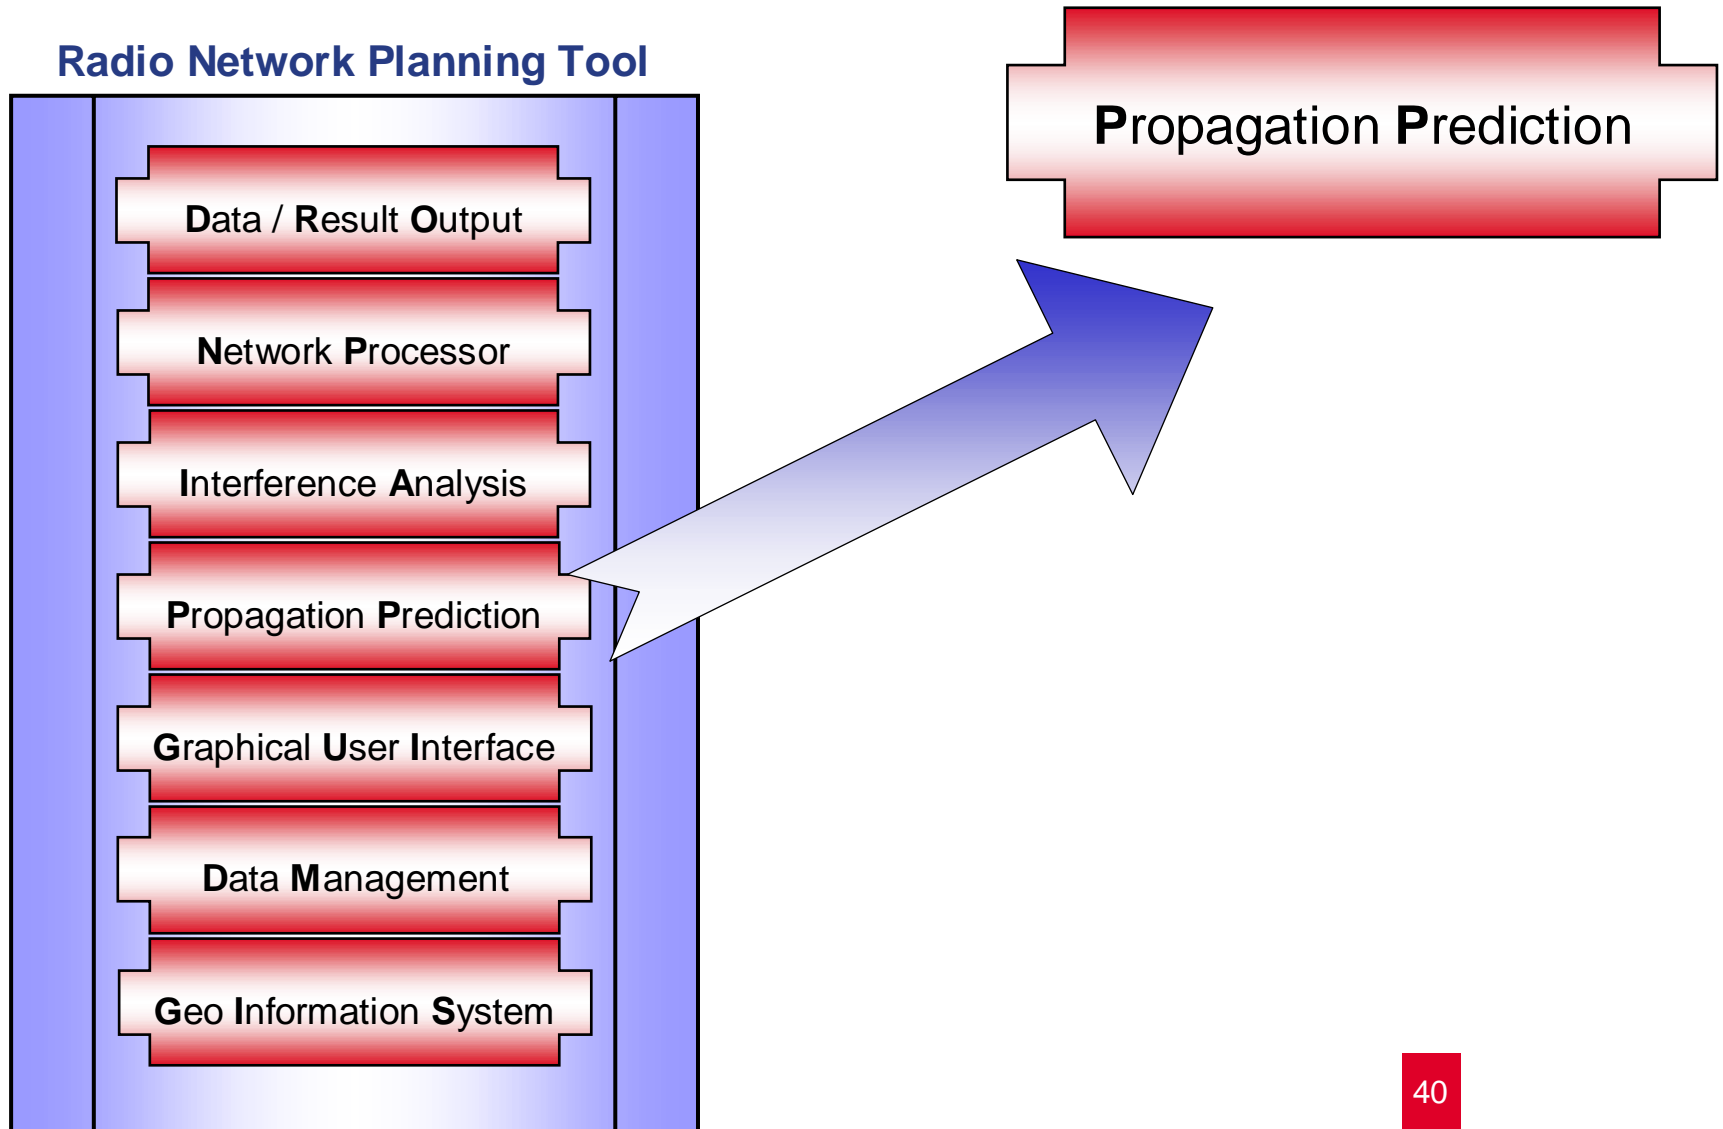 Radio Network Planning Tool
Data / Result Output
Network Processor
Interference Analysis
Propagation Prediction
Graphical User Interface
Data Management
Geo Information System
Propagation Prediction
40